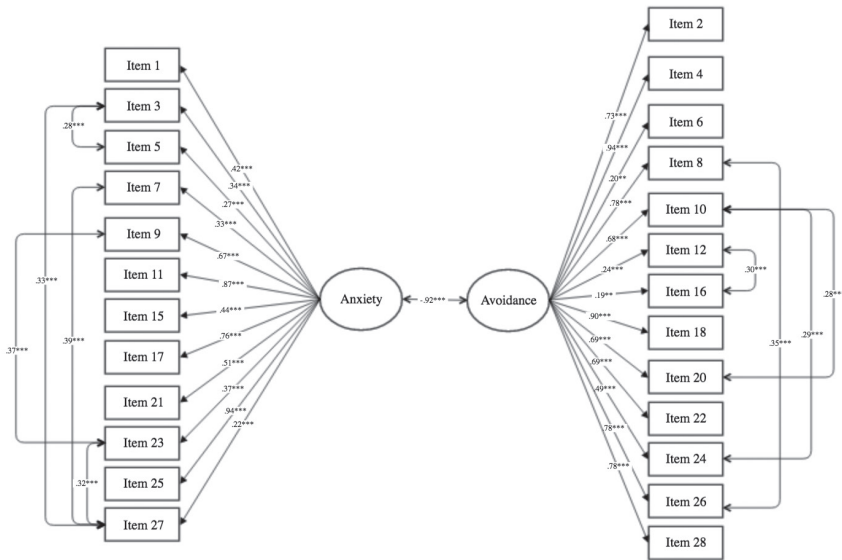 Item 1
Item 3
Item 5
Item 7
Item 9
Item 11
Item 15
Item 17
Item 21
Item 23
Item 25
Item 27
.28***
.33***
.39***
.37***
.32***
.42***
.34***
.27***
.33***
.67***
.87***
.44***
.76***
.51***
.37***
.94***
.22***
Anxiety
-.92***
Avoidance
.73***
.94***
.20**
.78***
.68***
.24***
.19**
.90***
.69***
.69***
.49***
.78***
.78***
Item 2
Item 4
Item 6
Item 8
Item 10
Item 12
Item 16
Item 18
Item 20
Item 22
Item 24
Item 26
Item 28
.30***
.35***
.29***
.28**